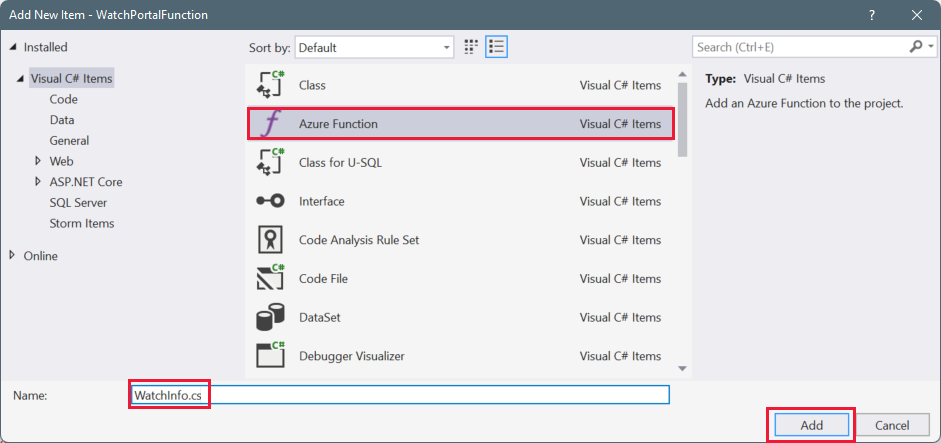 Add New Item - WatchPortalFunction
?
Installed
Sort by: Default
Search (Ctrl+E)
Visual C# Items
Code
Data
General
Web
ASP.NET Core
SQL Server
Storm Items
Online
C# Class Visual C# Items
Azure Function Visual C# Items
C# Class for U-SQL Visual C# Items
Interface Visual C# Items
Code Analysis Rule Set Visual C# Items
C# Code File Visual C# Items
DataSet Visual C# Items
C# Debugger Visualizer Visual C# Items
Type: Visual C# Items
Add an Azure Function to the project.
Name: WatchInfo.cs
Add Cancel